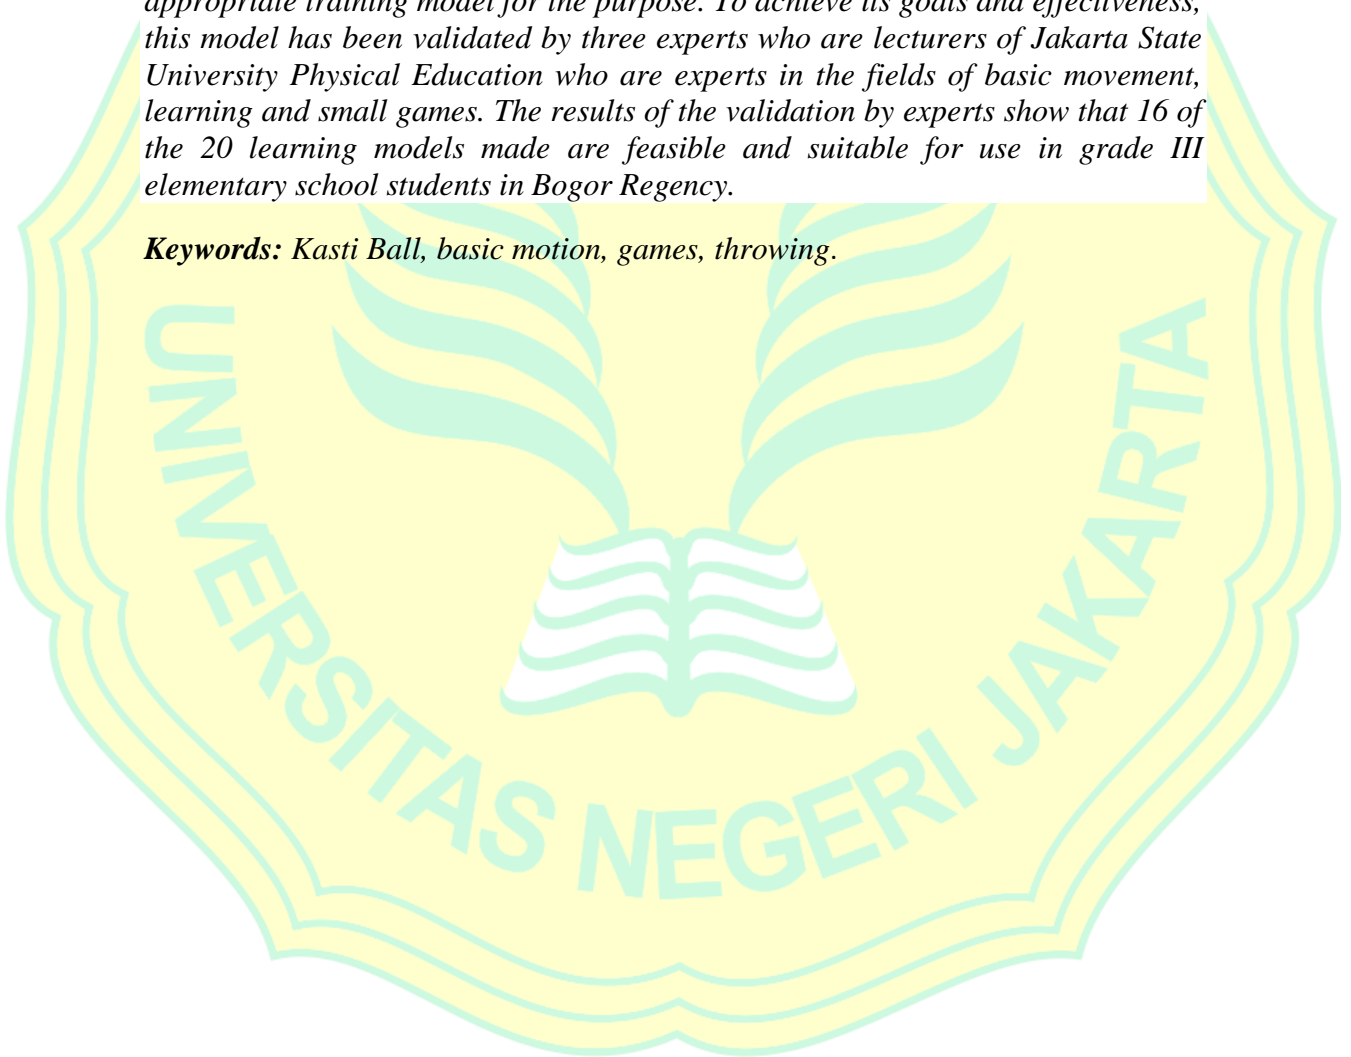 appropriate training model for the purpose. To achieve its goals and effectiveness,
this model has been validated by three experts who are lecturers of Jakarta State
University Physical Education who are experts in the fields of basic movement,
learning and small games. The results of the validation by experts show that 16 of
the 20 learning models made are feasible and suitable for use in grade III
elementary school students in Bogor Regency.
Keywords: Kasti Ball, basic motion, games, throwing.
UNIVERSITAS NEGERI JAKARTA